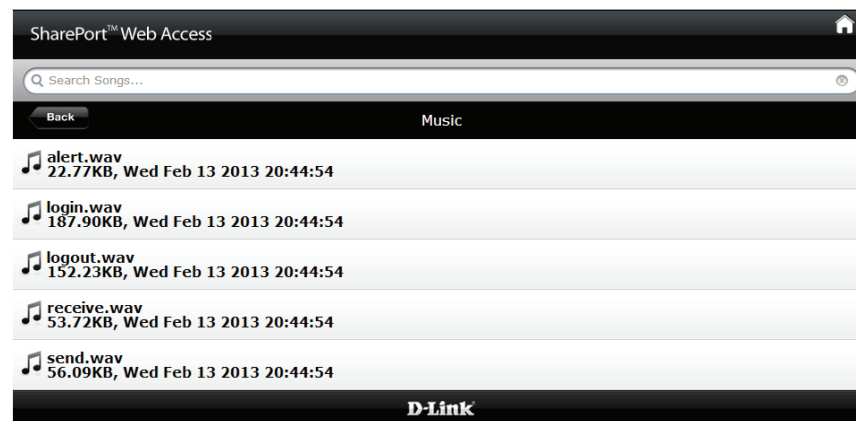 SharePort™ Web Access
Search Songs...
Back
Music
alert.wav
22.77KB, Wed Feb 13 2013 20:44:54
login.wav
187.90KB, Wed Feb 13 2013 20:44:54
logout.wav
152.23KB, Wed Feb 13 2013 20:44:54
receive.wav
53.72KB, Wed Feb 13 2013 20:44:54
send.wav
56.09KB, Wed Feb 13 2013 20:44:54
D-Link